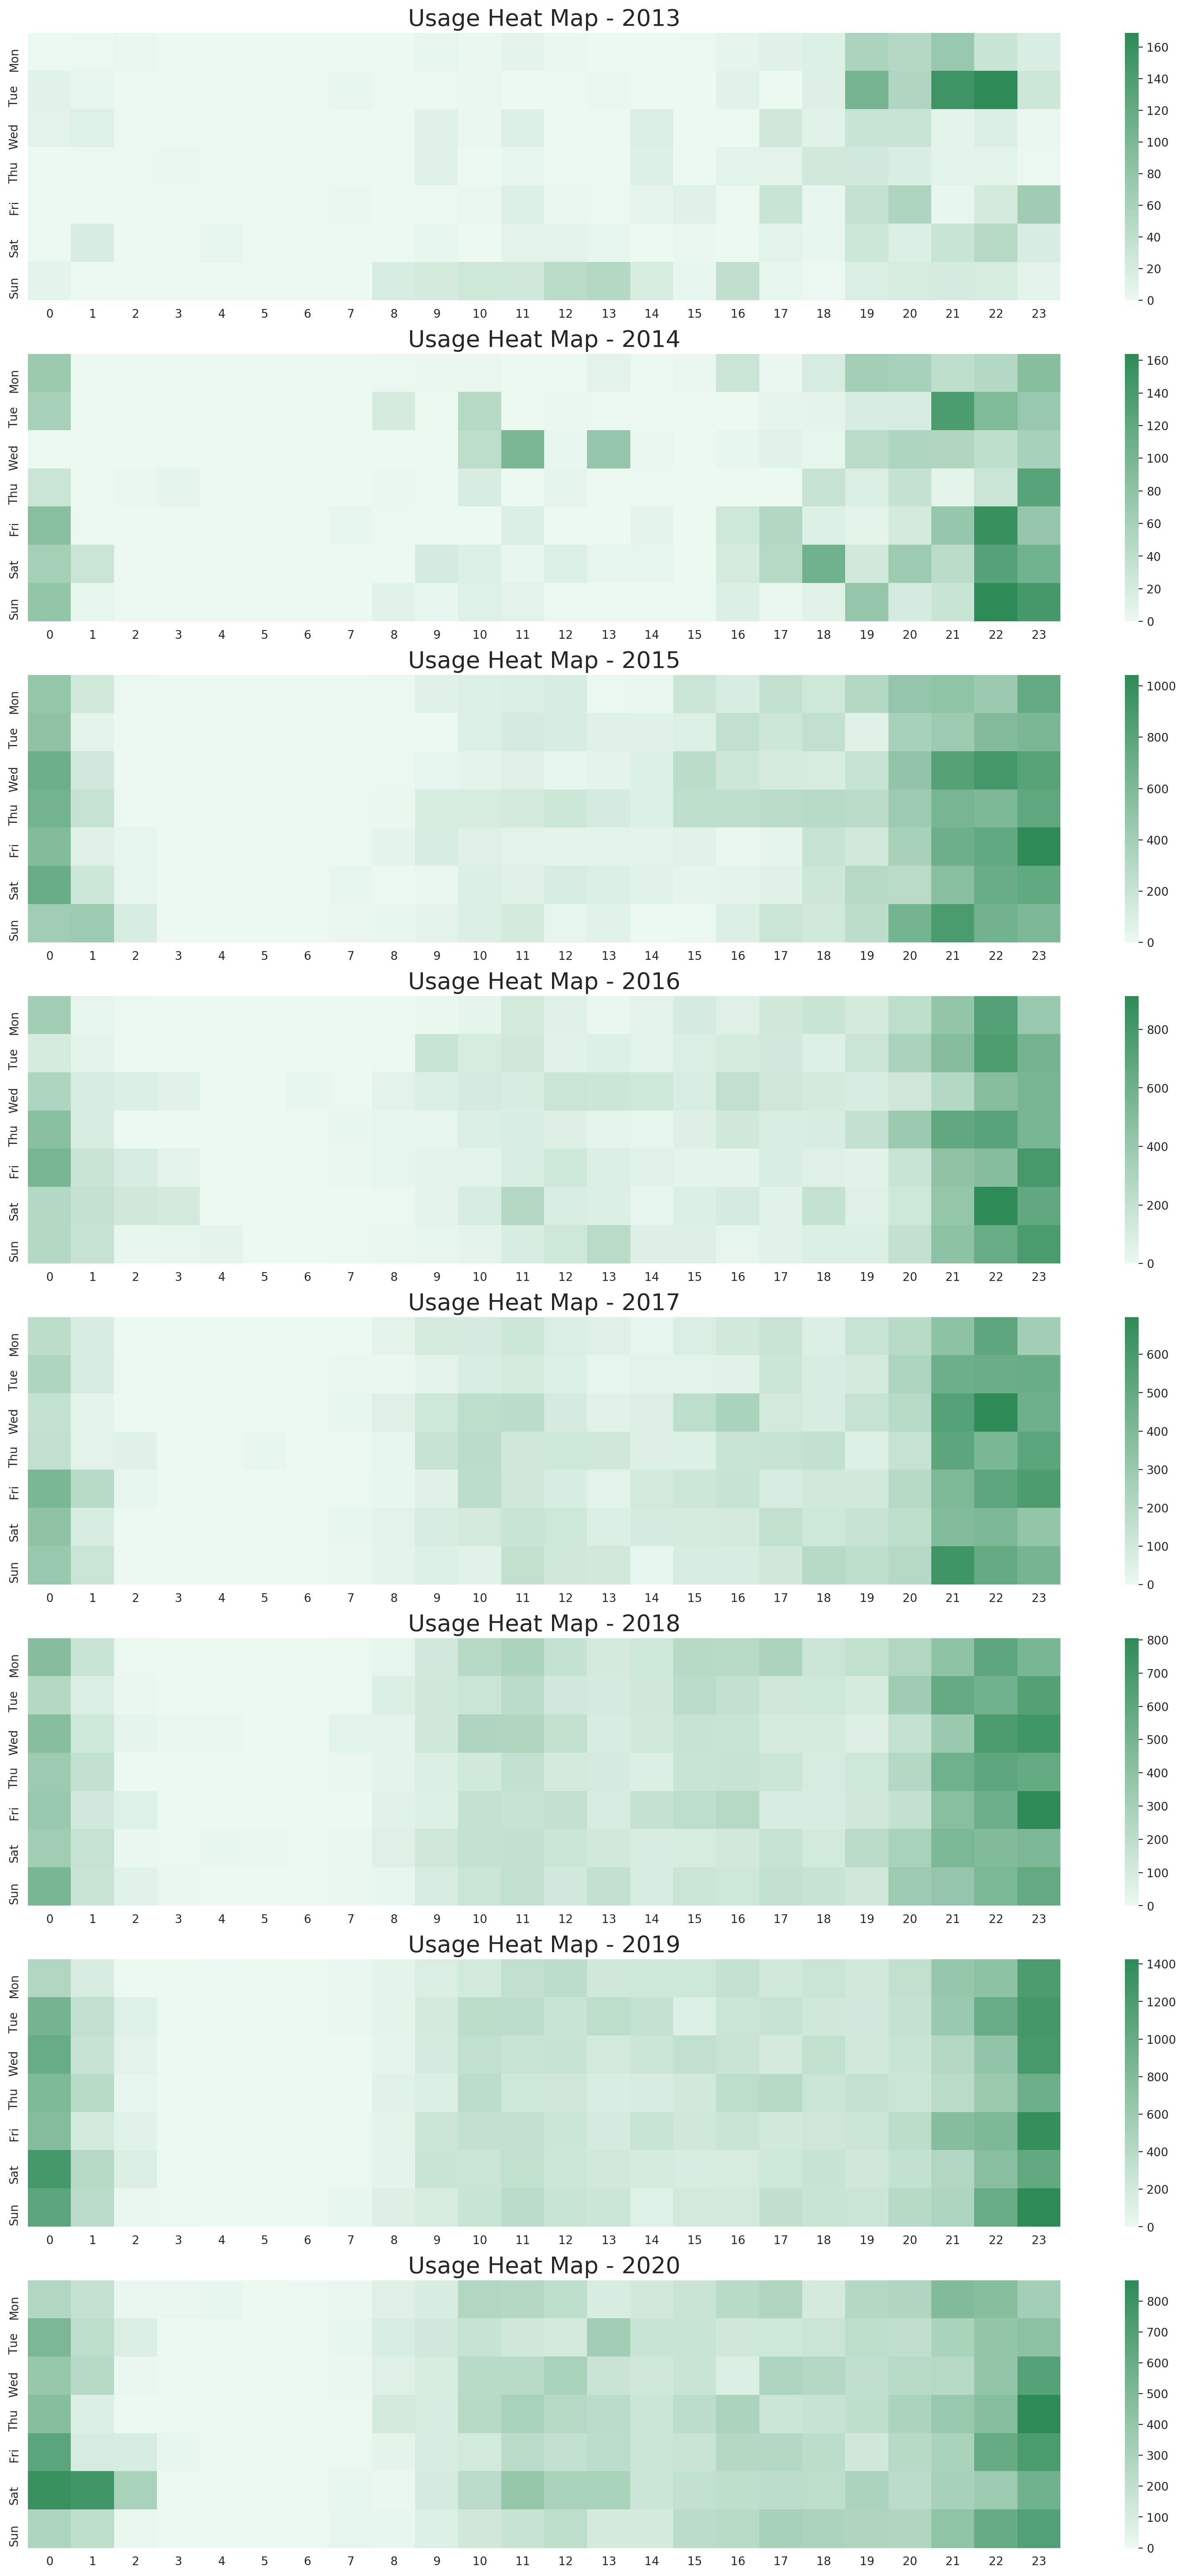 Usage Heat Map - 2013
Mon
Tue
Wed
Thu
Fri
Sat
Sun
0 1 2 3 4 5 6 7 8 9 10 11 12 13 14 15 16 17 18 19 20 21 22 23
160
140
120
100
80
60
40
20
0
Usage Heat Map - 2014
Mon
Tue
Wed
Thu
Fri
Sat
Sun
0 1 2 3 4 5 6 7 8 9 10 11 12 13 14 15 16 17 18 19 20 21 22 23
160
140
120
100
80
60
40
20
0
Usage Heat Map - 2015
Mon
Tue
Wed
Thu
Fri
Sat
Sun
0 1 2 3 4 5 6 7 8 9 10 11 12 13 14 15 16 17 18 19 20 21 22 23
1000
800
600
400
200
0
Usage Heat Map - 2016
Mon
Tue
Wed
Thu
Fri
Sat
Sun
0 1 2 3 4 5 6 7 8 9 10 11 12 13 14 15 16 17 18 19 20 21 22 23
800
600
400
200
0
Usage Heat Map - 2017
Mon
Tue
Wed
Thu
Fri
Sat
Sun
0 1 2 3 4 5 6 7 8 9 10 11 12 13 14 15 16 17 18 19 20 21 22 23
600
500
400
300
200
100
0
Usage Heat Map - 2018
Mon
Tue
Wed
Thu
Fri
Sat
Sun
0 1 2 3 4 5 6 7 8 9 10 11 12 13 14 15 16 17 18 19 20 21 22 23
800
700
600
500
400
300
200
100
0
Usage Heat Map - 2019
Mon
Tue
Wed
Thu
Fri
Sat
Sun
0 1 2 3 4 5 6 7 8 9 10 11 12 13 14 15 16 17 18 19 20 21 22 23
1400
1200
1000
800
600
400
200
0
Usage Heat Map - 2020
Mon
Tue
Wed
Thu
Fri
Sat
Sun
0 1 2 3 4 5 6 7 8 9 10 11 12 13 14 15 16 17 18 19 20 21 22 23
800
700
600
500
400
300
200
100
0